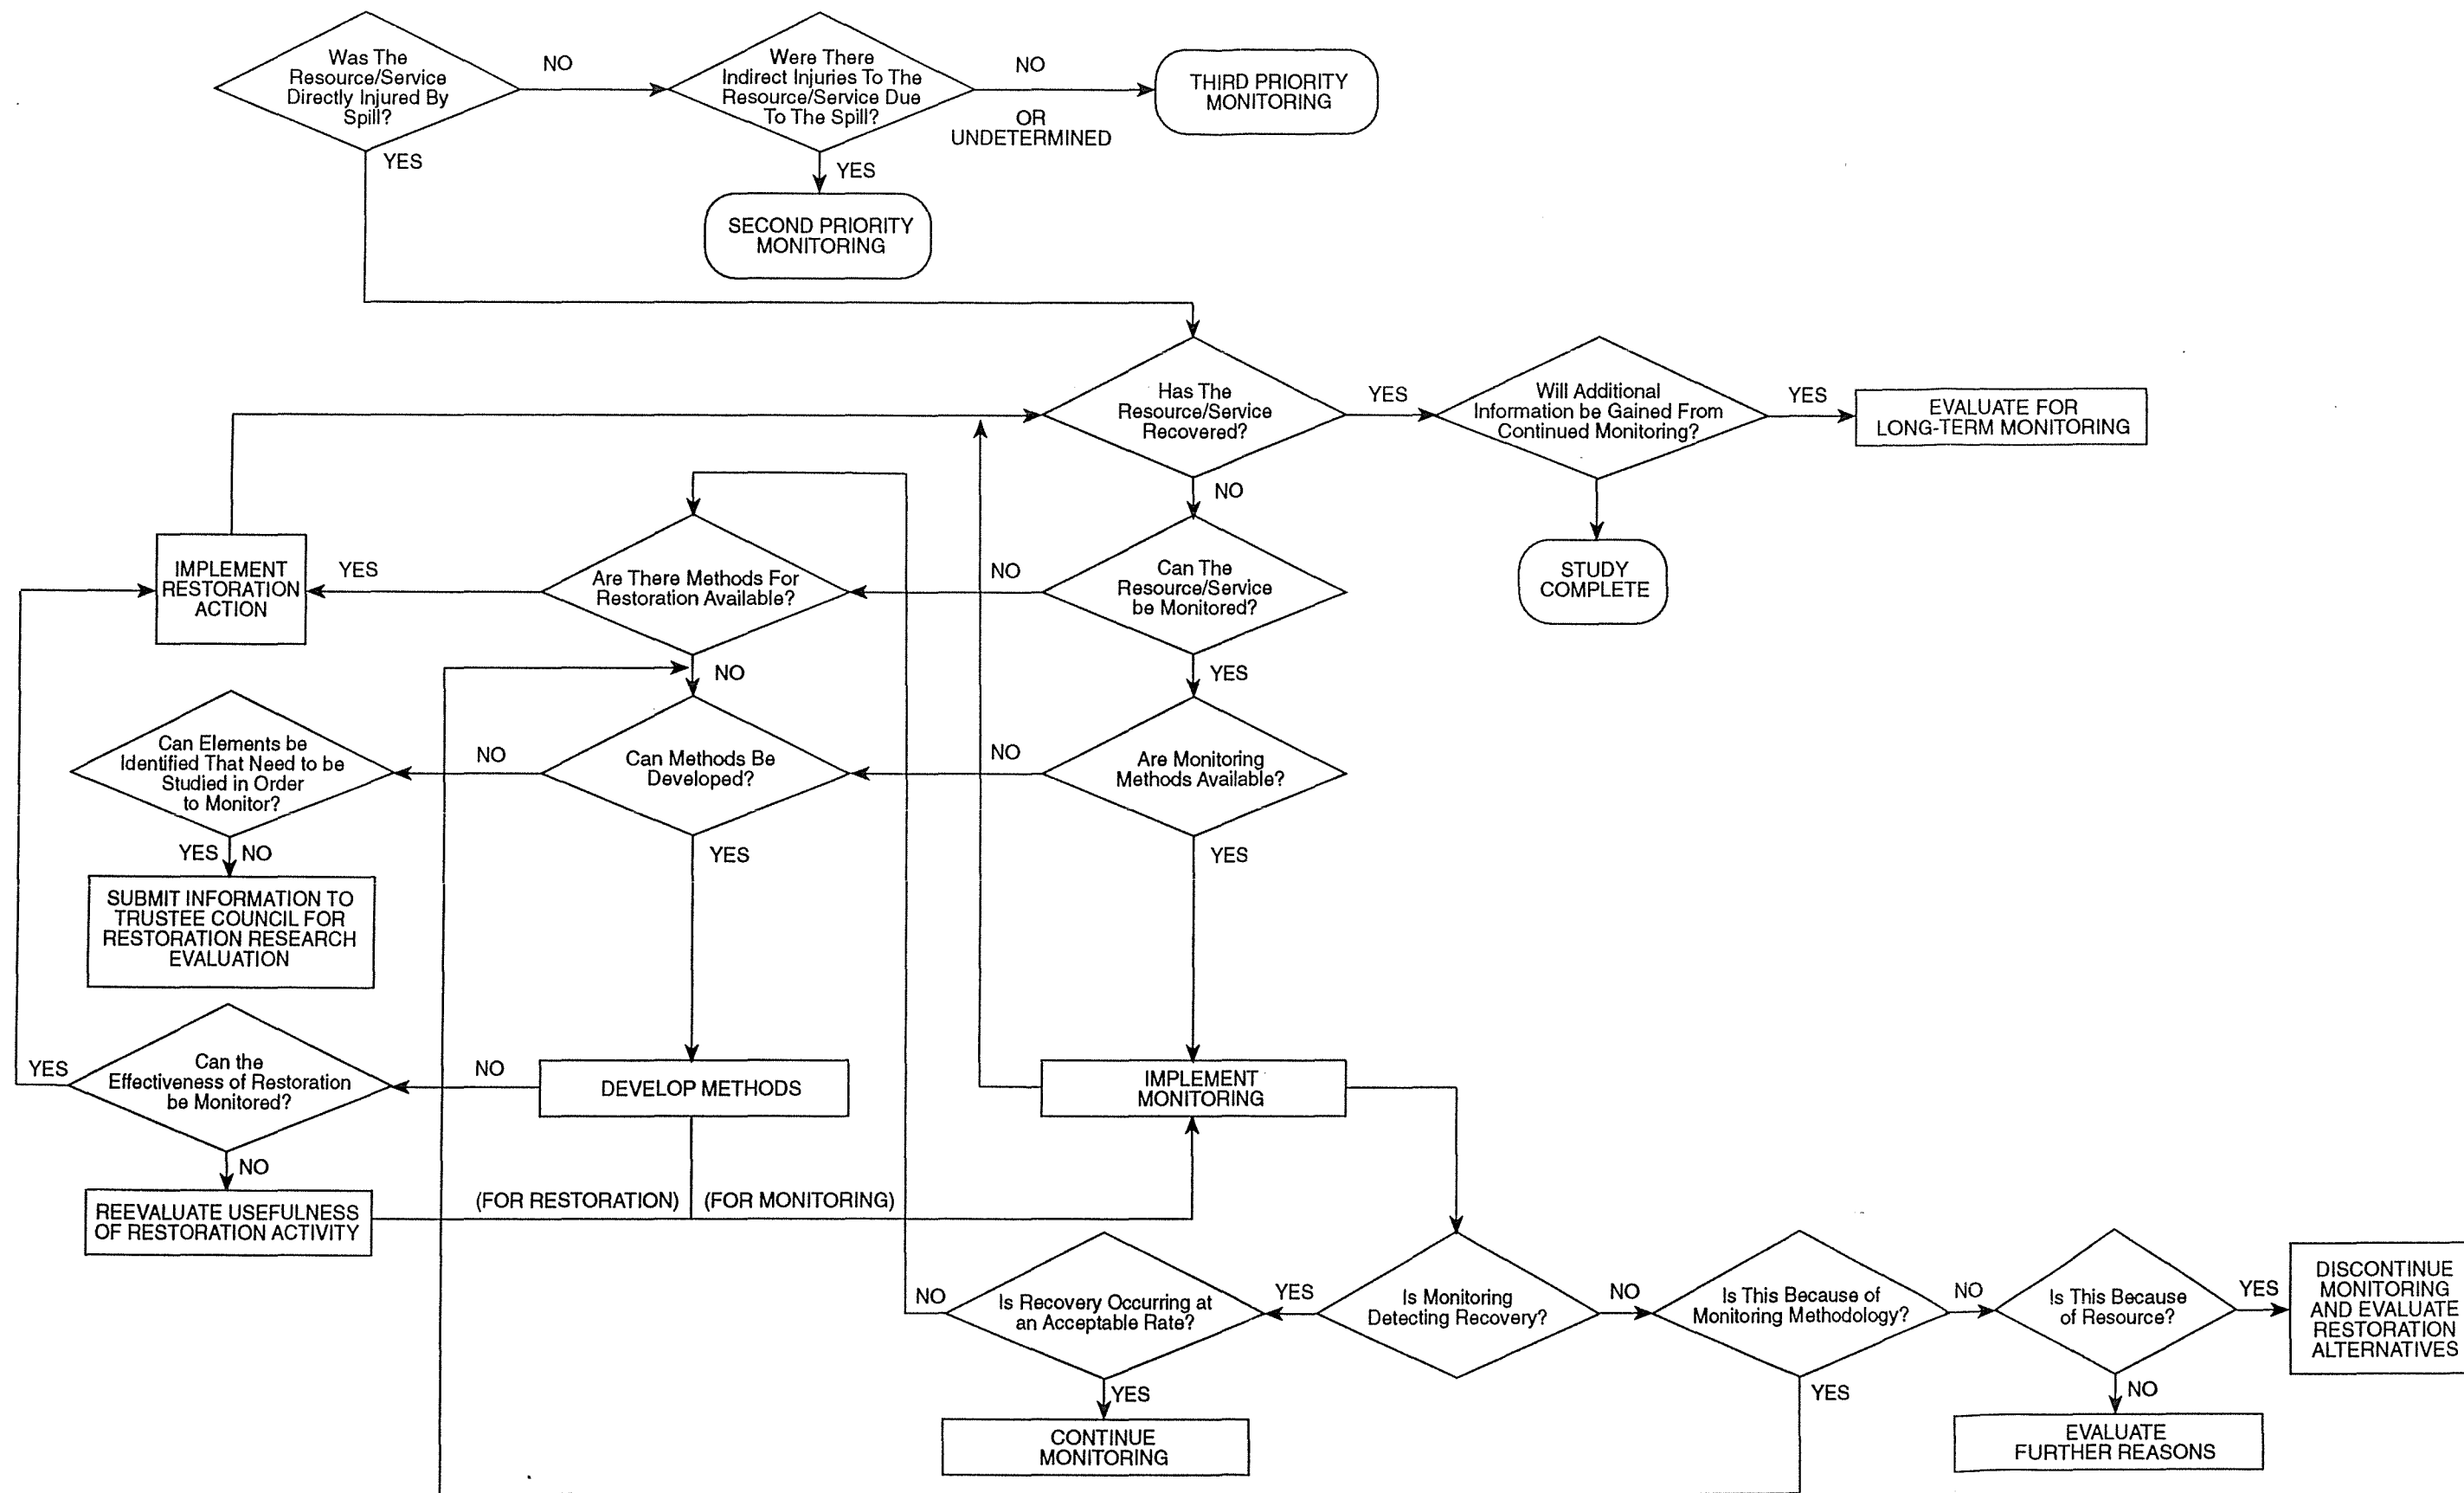 Was The
Resource/Service
Directly Injured By
Spill?
NO
Were There
Indirect Injuries To The
Resource/Service Due
To The Spill?
NO
OR
UNDETERMINED
THIRD PRIORITY
MONITORING
YES
YES
SECOND PRIORITY
MONITORING
Has The
Resource/Service
Recovered?
YES
Will Additional
Information be Gained From
Continued Monitoring?
YES
EVALUATE FOR
LONG-TERM MONITORING
NO
IMPLEMENT
RESTORATION
ACTION
YES
Are There Methods For
Restoration Available?
NO
Can The
Resource/Service
be Monitored?
STUDY
COMPLETE
NO
YES
Can Elements be
Identified That Need to be
Studied in Order
to Monitor?
NO
Can Methods Be
Developed?
NO
Are Monitoring
Methods Available?
YES NO
YES
YES
SUBMIT INFORMATION TO
TRUSTEE COUNCIL FOR
RESTORATION RESEARCH
EVALUATION
YES
Can the
Effectiveness of Restoration
be Monitored?
NO
DEVELOP METHODS
IMPLEMENT
MONITORING
NO
REEVALUATE USEFULNESS
OF RESTORATION ACTIVITY
(FOR RESTORATION)
(FOR MONITORING)
NO
Is Recovery Occurring at
an Acceptable Rate?
YES
Is Monitoring
Detecting Recovery?
NO
Is This Because of
Monitoring Methodology?
NO
Is This Because
of Resource?
YES
DISCONTINUE
MONITORING
AND EVALUATE
RESTORATION
ALTERNATIVES
YES
YES
NO
CONTINUE
MONITORING
EVALUATE
FURTHER REASONS